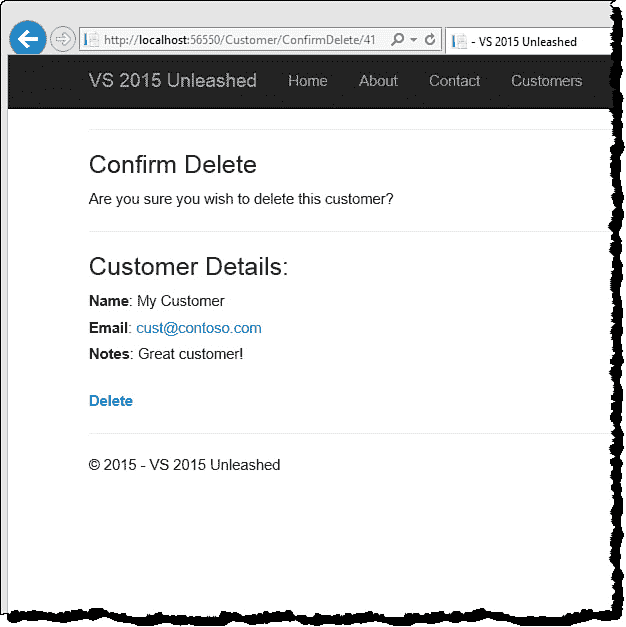 http://localhost:56550/Customer/ConfirmDelete/41
- VS 2015 Unleashed
VS 2015 Unleashed Home About Contact Customers
Confirm Delete
Are you sure you wish to delete this customer?
Customer Details:
Name: My Customer
Email: cust@contoso.com
Notes: Great customer!
Delete
© 2015 - VS 2015 Unleashed